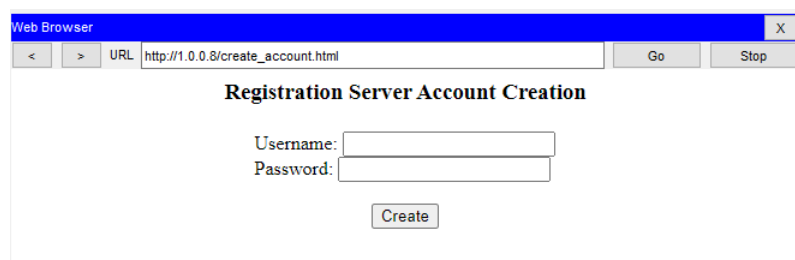 Web Browser X
< > URL http://1.0.0.8/create_account.html Go Stop
Registration Server Account Creation
Username:
Password:
Create